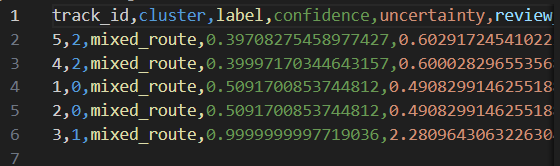 1 track_id,cluster,label,confidence,uncertainty,review
2 5,2,mixed_route,0.39708275458977427,0.60291724541022
3 4,2,mixed_route,0.39997170344643157,0.60002829655356
4 1,0,mixed_route,0.5091700853744812,0.490829914625518
5 2,0,mixed_route,0.5091700853744812,0.490829914625518
6 3,1,mixed_route,0.9999999997719036,2.280964306322630